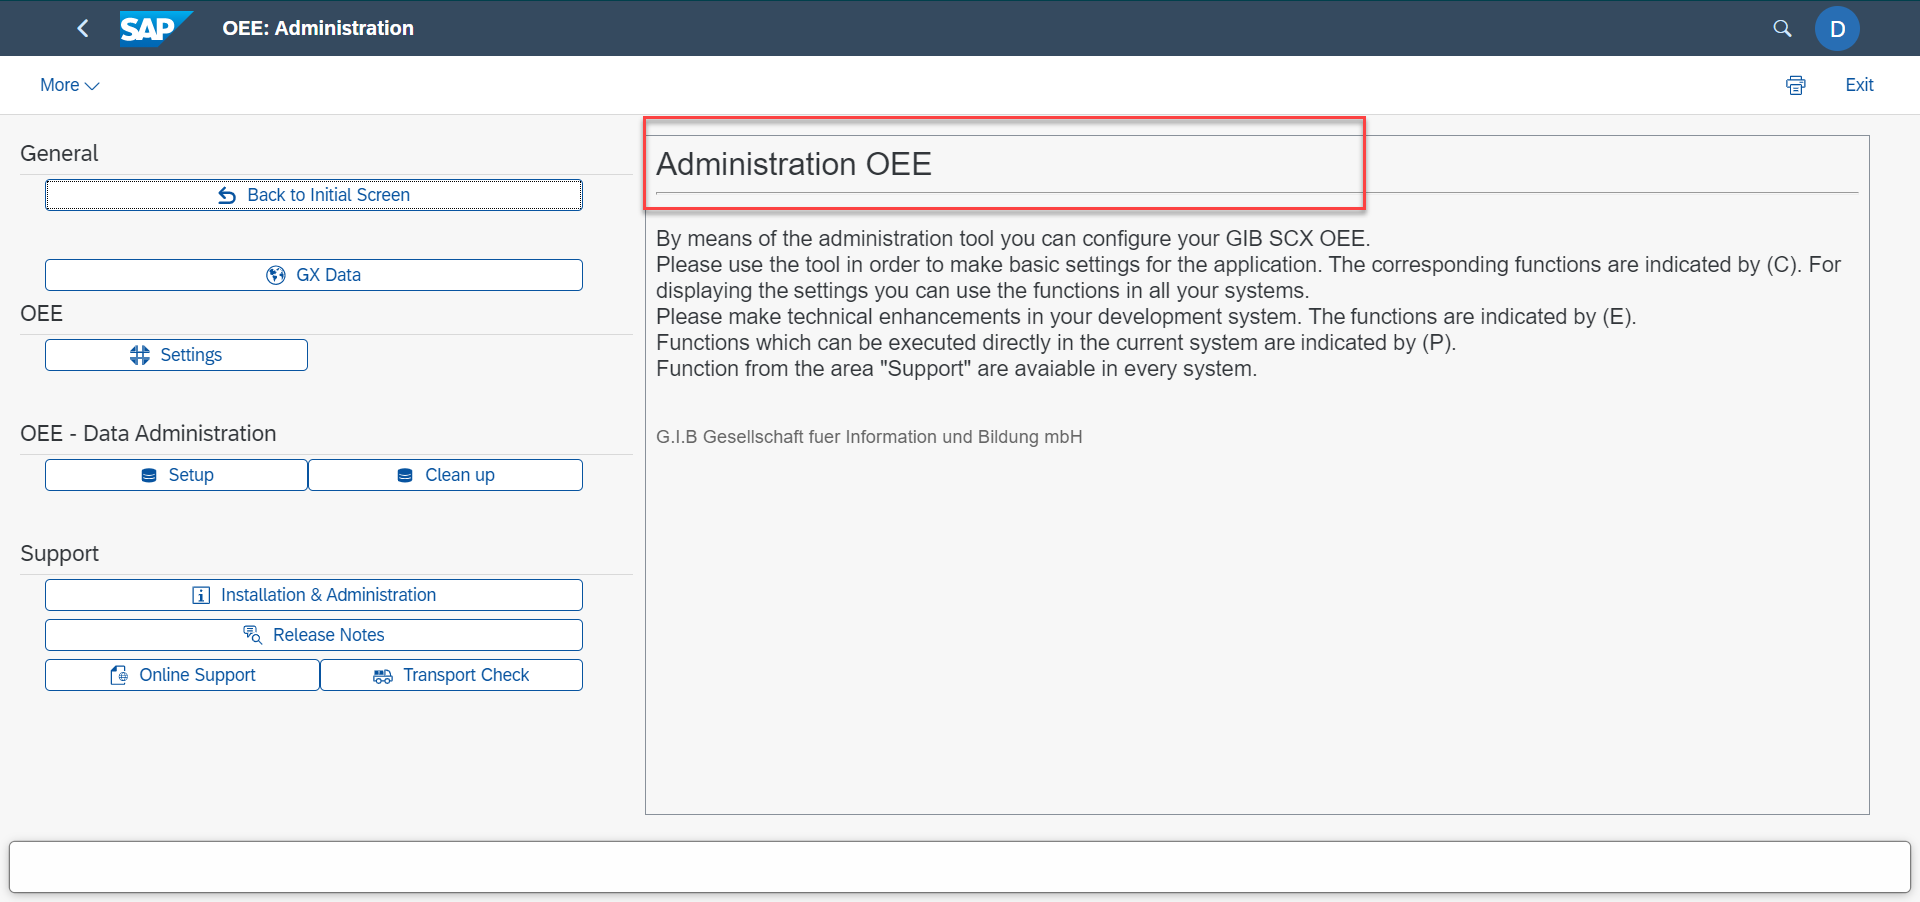 SAP OEE: Administration
D
More
Exit
General
Back to Initial Screen
GX Data
OEE
Settings
OEE - Data Administration
Setup
Clean up
Support
Installation & Administration
Release Notes
Online Support
Transport Check
Administration OEE
By means of the administration tool you can configure your GIB SCX OEE.
Please use the tool in order to make basic settings for the application. The corresponding functions are indicated by (C). For
displaying the settings you can use the functions in all your systems.
Please make technical enhancements in your development system. The functions are indicated by (E).
Functions which can be executed directly in the current system are indicated by (P).
Function from the area "Support" are avaiable in every system.
G.I.B Gesellschaft fuer Information und Bildung mbH